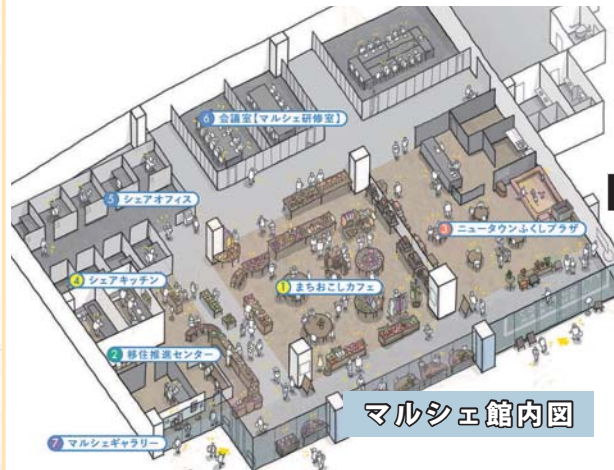 6 会議室【マルシェ研修室】
5 シェアオフィス
3 ニュータウンふくしプラザ
4 シェアキッチン
1 まちおこしカフェ
2 移住推進センター
マルシェ館内図
7 マルシェギャラリー